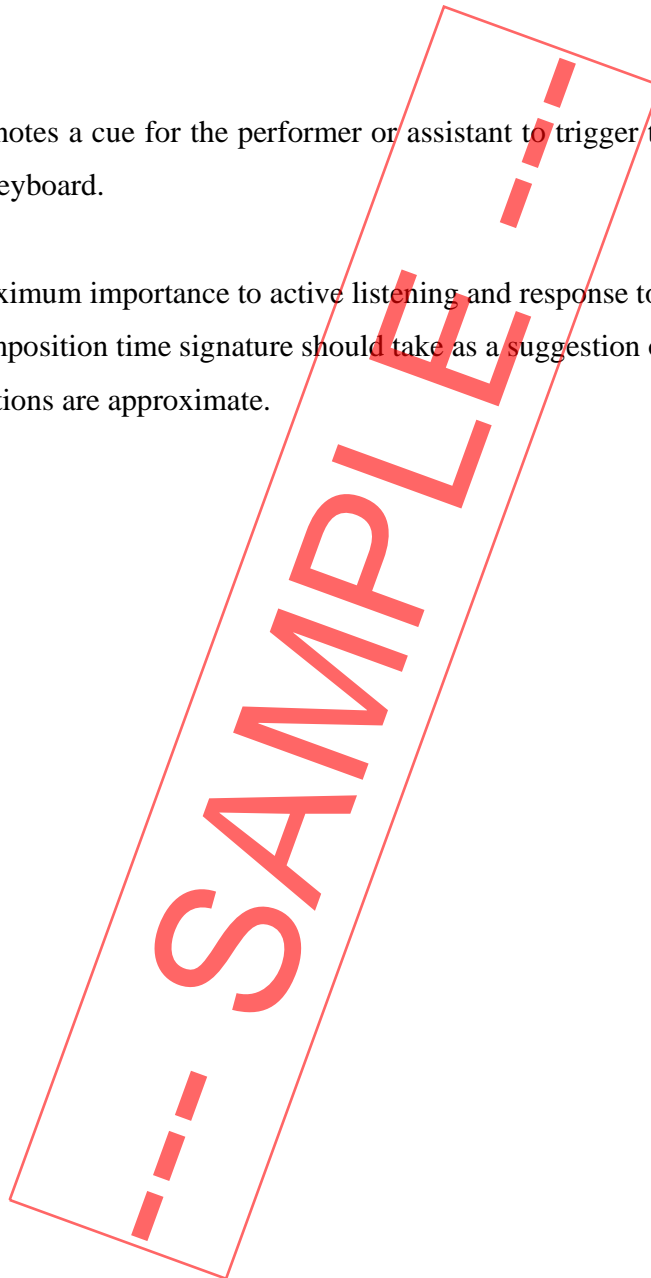 notes a cue for the performer or assistant to trigger t
eyboard.
ximum importance to active listening and response to
nposition time signature should take as a suggestion
tions are approximate.
--- SAMPLE ---